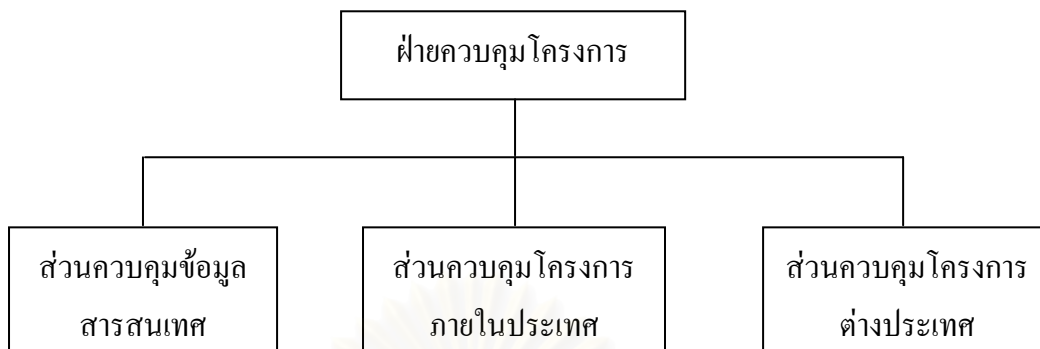 ฝ่ายควบคุมโครงการ
ส่วนควบคุมข้อมูล
สารสนเทศ
ส่วนควบคุมโครงการ
ภายในประเทศ
ส่วนควบคุมโครงการ
ต่างประเทศ